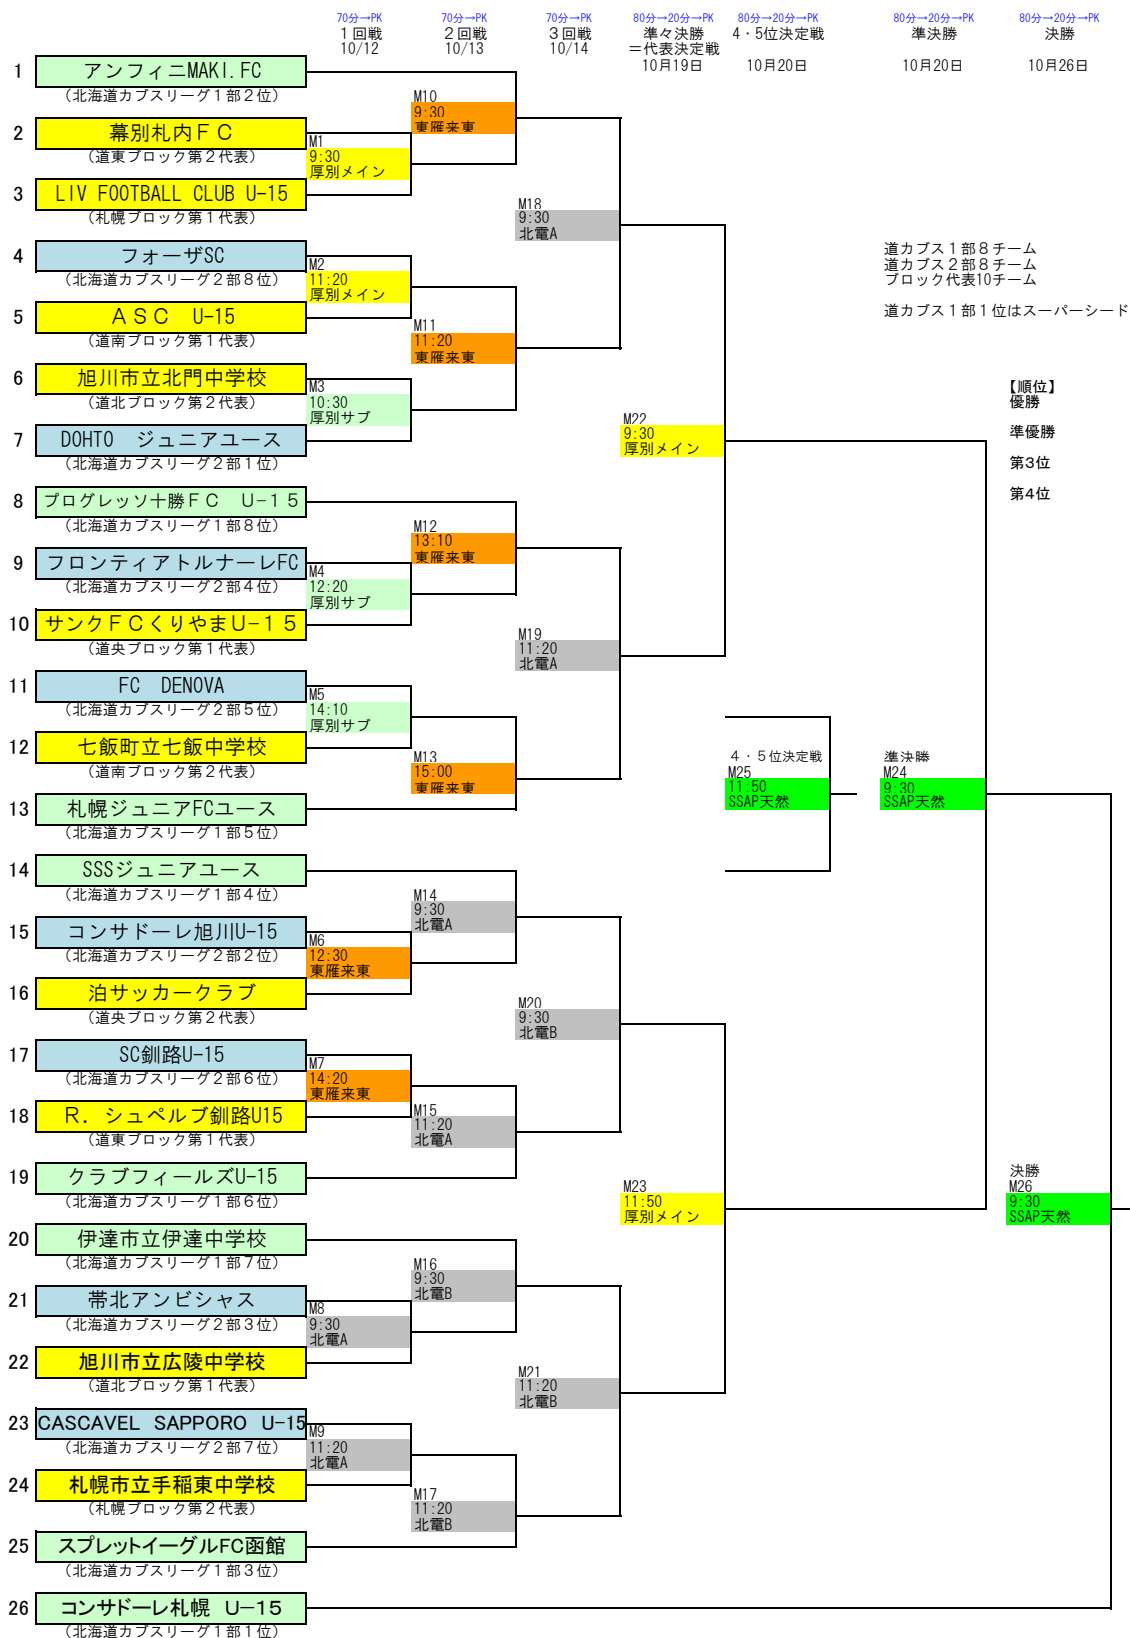 70分→PK 70分→PK 70分→PK 80分→20分→PK 80分→20分→PK 80分→20分→PK 80分→20分→PK
1回戦 2回戦 3回戦 準々決勝 4・5位決定戦 準決勝 決勝
10/12 10/13 10/14 =代表決定戦
10月19日 10月20日 10月20日 10月26日
1 アンフィニMAKI.FC
(北海道カブスリーグ1部2位)
M10
9:30
東雁来東
2 幕別札内FC
(道東ブロック第2代表)
M1
9:30
厚別メイン
3 LIV FOOTBALL CLUB U-15
(札幌ブロック第1代表)
M18
9:30
北電A
4 フォーザSC
(北海道カブスリーグ2部8位)
M2
11:20
厚別メイン
道カブス1部8チーム
道カブス2部8チーム
ブロック代表10チーム
道カブス1部1位はスーパーシード
5 ASC U-15
(道南ブロック第1代表)
M11
11:20
東雁来東
6 旭川市立北門中学校
(道北ブロック第2代表)
M3
10:30
厚別サブ
【順位】
優勝
準優勝
第3位
第4位
7 DOHTO ジュニアユース
(北海道カブスリーグ2部1位)
M22
9:30
厚別メイン
8 プログレッソ十勝FC U-15
(北海道カブスリーグ1部8位)
M12
13:10
東雁来東
9 フロンティアトルナーレFC
(北海道カブスリーグ2部4位)
M4
12:20
厚別サブ
10 サンクFCくりやまU-15
(道央ブロック第1代表)
M19
11:20
北電A
11 FC DENOVA
(北海道カブスリーグ2部5位)
M5
14:10
厚別サブ
12 七飯町立七飯中学校
(道南ブロック第2代表)
M13
15:00
東雁来東
4・5位決定戦
M25
11:50
SSAP天然
準決勝
M24
9:30
SSAP天然
13 札幌ジュニアFCユース
(北海道カブスリーグ1部5位)
14 SSSジュニアユース
(北海道カブスリーグ1部4位)
M14
9:30
北電A
15 コンサドーレ旭川U-15
(北海道カブスリーグ2部2位)
M6
12:30
東雁来東
16 泊サッカークラブ
(道央ブロック第2代表)
M20
9:30
北電B
17 SC釧路U-15
(北海道カブスリーグ2部6位)
M7
14:20
東雁来東
18 R. シュペルブ釧路U15
(道東ブロック第1代表)
M15
11:20
北電A
19 クラブフィールズU-15
(北海道カブスリーグ1部6位)
M23
11:50
厚別メイン
決勝
M26
9:30
SSAP天然
20 伊達市立伊達中学校
(北海道カブスリーグ1部7位)
M16
9:30
北電B
21 帯北アンビシャス
(北海道カブスリーグ2部3位)
M8
9:30
北電A
22 旭川市立広陵中学校
(道北ブロック第1代表)
M21
11:20
北電B
23 CASCAVEL SAPPORO U-15
(北海道カブスリーグ2部7位)
M9
11:20
北電A
24 札幌市立手稲東中学校
(札幌ブロック第2代表)
M17
11:20
北電B
25 スプレットイーグルFC函館
(北海道カブスリーグ1部3位)
26 コンサドーレ札幌 U-15
(北海道カブスリーグ1部1位)